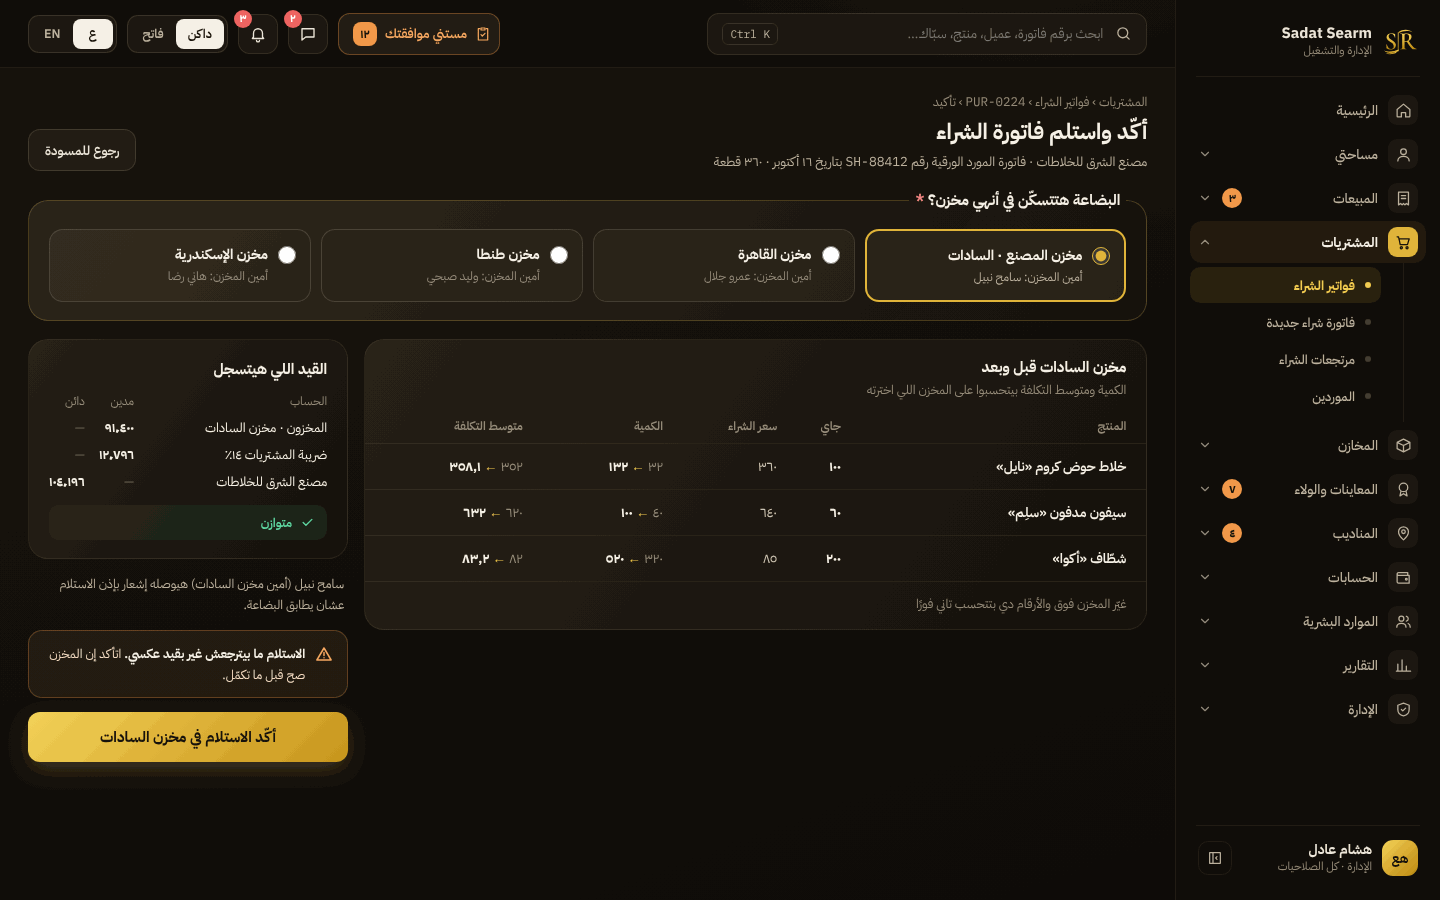 Sadat Searm
الإدارة والتشغيل
SR
الرئيسية
مساحتي
المبيعات ٣
المشتريات
فواتير الشراء
فاتورة شراء جديدة
مرتجعات الشراء
الموردين
المخازن
المعاينات والولاء ٧
المناديب ٤
الحسابات
الموارد البشرية
التقارير
الإدارة
هشام عادل
الإدارة · كل الصلاحيات
هع
ابحث برقم فاتورة، عميل، منتج، سبّاك... Ctrl K
مستني موافقتك ١٢
٢
٣
داكن فاتح
ع EN
المشتريات › فواتير الشراء › PUR-0224 › تأكيد
أكّد واستلم فاتورة الشراء
مصنع الشرق للخلاطات · فاتورة المورد الورقية رقم SH-88412 بتاريخ ١٦ أكتوبر · ٣٦٠ قطعة
رجوع للمسودة
البضاعة هتتسكّن في أنهي مخزن؟ *
مخزن المصنع · السادات
أمين المخزن: سامح نبيل
مخزن القاهرة
أمين المخزن: عمرو جلال
مخزن طنطا
أمين المخزن: وليد صبحي
مخزن الإسكندرية
أمين المخزن: هاني رضا
مخزن السادات قبل وبعد
الكمية ومتوسط التكلفة بيتحسبوا على المخزن اللي اخترته
المنتج جاي سعر الشراء الكمية متوسط التكلفة
خلاط حوض كروم «نايل» ١٠٠ ٣٦٠ ٣٢ ← ١٣٢ ٣٥٢ ← ٣٥٨٫١
سيفون مدفون «سلِم» ٦٠ ٦٤٠ ٤٠ ← ١٠٠ ٦٢٠ ← ٦٣٢
شطّاف «أكوا» ٢٠٠ ٨٥ ٣٢٠ ← ٥٢٠ ٨٢ ← ٨٣٫٢
غيّر المخزن فوق والأرقام دي بتتحسب تاني فورًا
القيد اللي هيتسجل
الحساب مدين دائن
المخزون · مخزن السادات ٩١٬٤٠٠ —
ضريبة المشتريات ١٤٪ ١٢٬٧٩٦ —
مصنع الشرق للخلاطات — ١٠٤٬١٩٦
متوازن
سامح نبيل (أمين مخزن السادات) هيوصله إشعار بإذن الاستلام
عشان يطابق البضاعة.
الاستلام ما بيترجعش غير بقيد عكسي. اتأكد إن المخزن
صح قبل ما تكمّل.
أكّد الاستلام في مخزن السادات